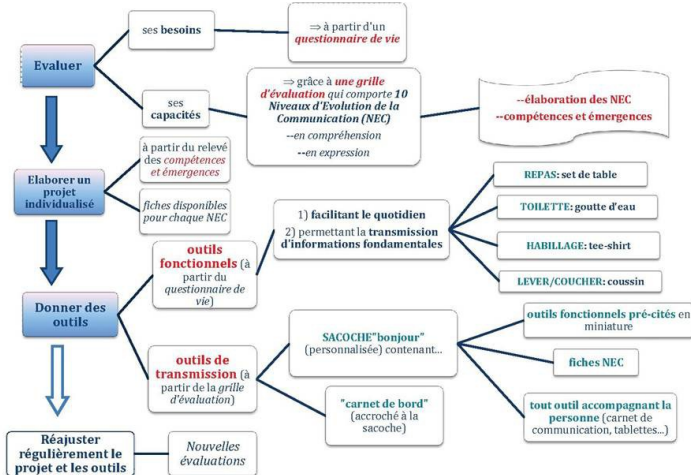 Evaluer
ses besoins
⇒ à partir d'un
questionnaire de vie
ses
capacités
⇒ grâce à une grille
d'évaluation qui comporte 10
Niveaux d'Evolution de la
Communication (NEC)
--en compréhension
--en expression
--élaboration des NEC
--compétences et émergences
Elaborer un
projet
individualisé
à partir du relevé
des compétences
et émergences
fiches disponibles
pour chaque NEC
Donner des
outils
outils
fonctionnels (à
partir du
questionnaire de
vie)
1) facilitant le quotidien
2) permettant la transmission
d'informations fondamentales
REPAS: set de table
TOILETTE: goutte d'eau
HABILLAGE: tee-shirt
LEVER/COUCHER: coussin
outils de
transmission (à
partir de la grille
d'évaluation)
SACOCHE"bonjour"
(personnalisée) contenant...
outils fonctionnels pré-cités en
miniature
fiches NEC
tout outil accompagnant la
personne (carnet de
communication, tablettes...)
"carnet de bord"
(accroché à la
sacoche)
Réajuster
régulièrement le
projet et les outils
Nouvelles
évaluations